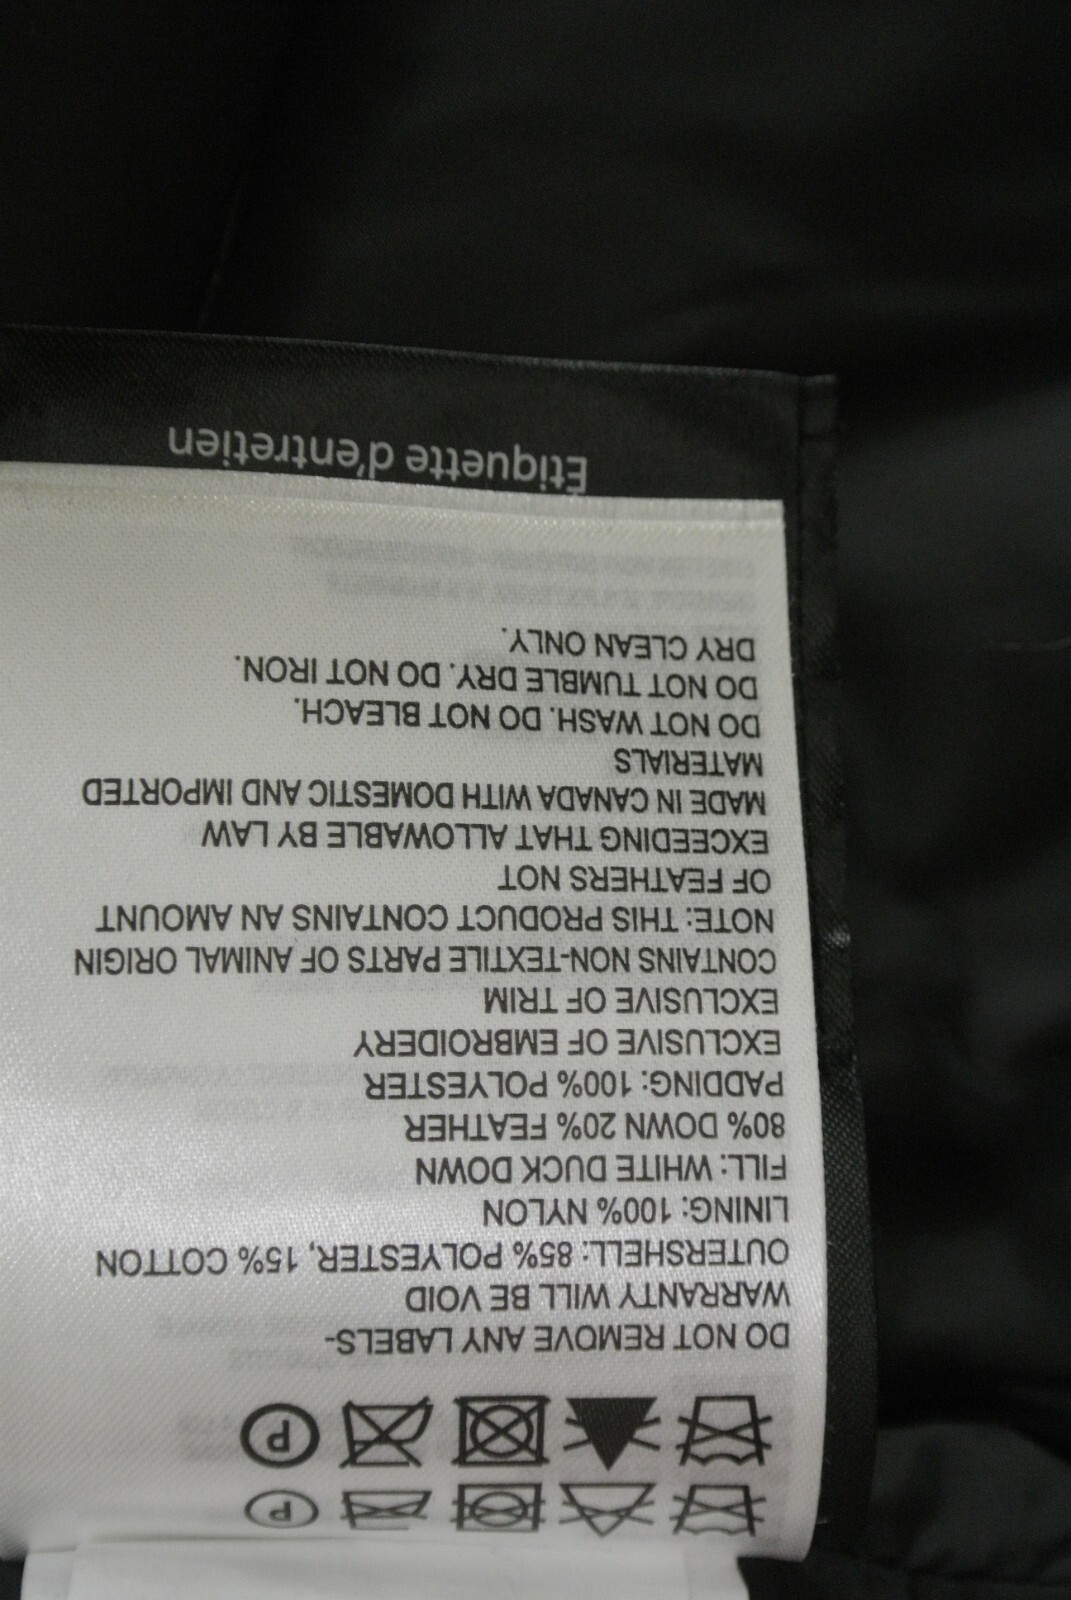 DO NOT REMOVE ANY LABELS-
WARRANTY WILL BE VOID
OUTERSHELL: 85% POLYESTER, 15% COTTON
LINING: 100% NYLON
FILL: WHITE DUCK DOWN
80% DOWN 20% FEATHER
PADDING: 100% POLYESTER
EXCLUSIVE OF EMBROIDERY
EXCLUSIVE OF TRIM
CONTAINS NON-TEXTILE PARTS OF ANIMAL ORIGIN
NOTE: THIS PRODUCT CONTAINS AN AMOUNT
OF FEATHERS NOT
EXCEEDING THAT ALLOWABLE BY LAW
MADE IN CANADA WITH DOMESTIC AND IMPORTED
MATERIALS
DO NOT WASH. DO NOT BLEACH.
DO NOT TUMBLE DRY. DO NOT IRON.
DRY CLEAN ONLY.
Étiquette d'entretien